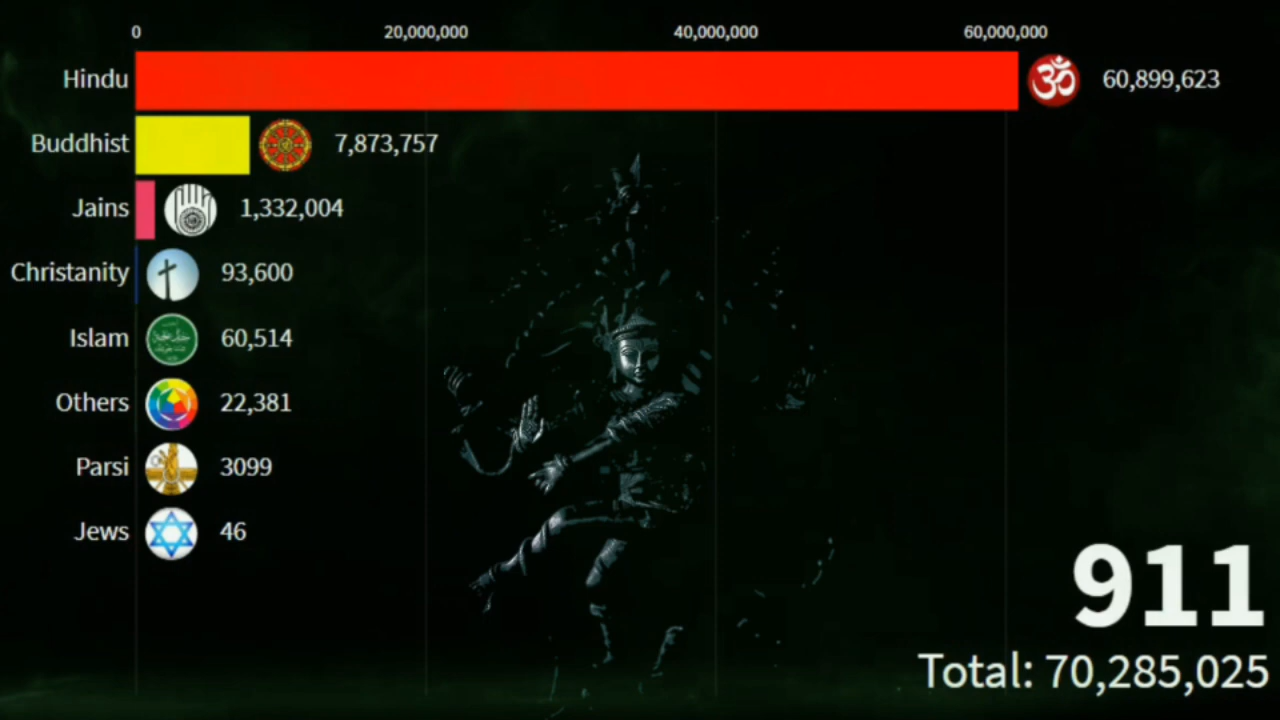 0 20,000,000 40,000,000 60,000,000
Hindu ॐ 60,899,623
Buddhist 7,873,757
Jains 1,332,004
Christanity 93,600
Islam 60,514
Others 22,381
Parsi 3099
Jews 46
911
Total: 70,285,025